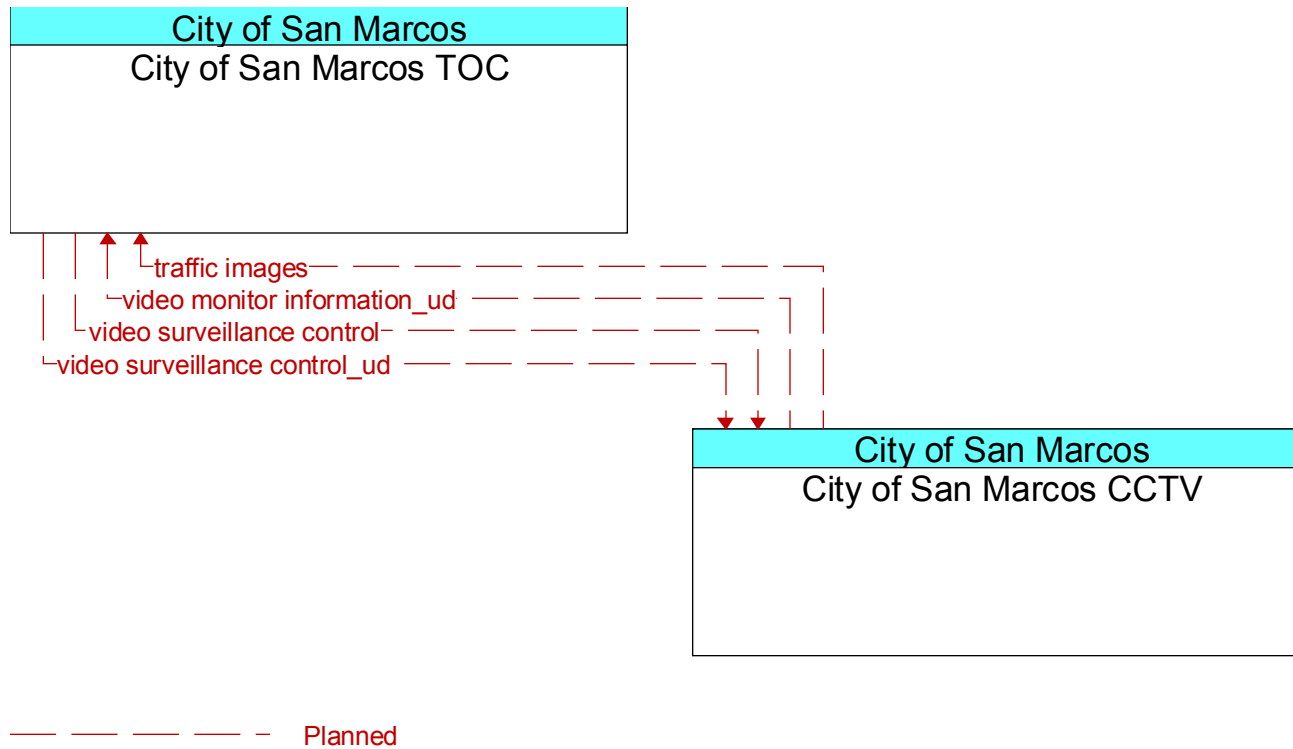 City of San Marcos
City of San Marcos TOC
traffic images
video monitor information_ud
video surveillance control
video surveillance control_ud
City of San Marcos
City of San Marcos CCTV
Planned